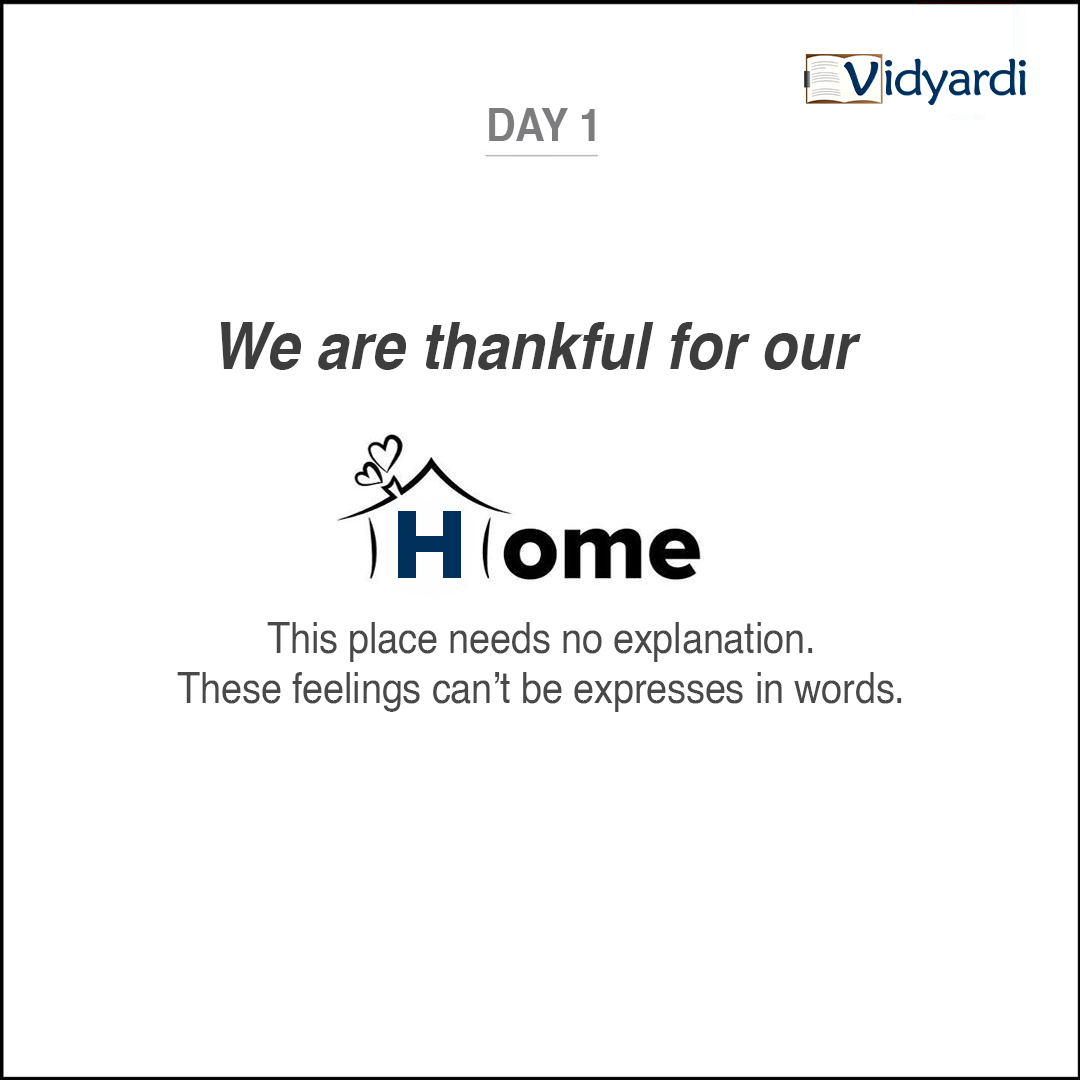 Vidyardi
DAY 1
We are thankful for our
Home
This place needs no explanation.
These feelings can’t be expresses in words.